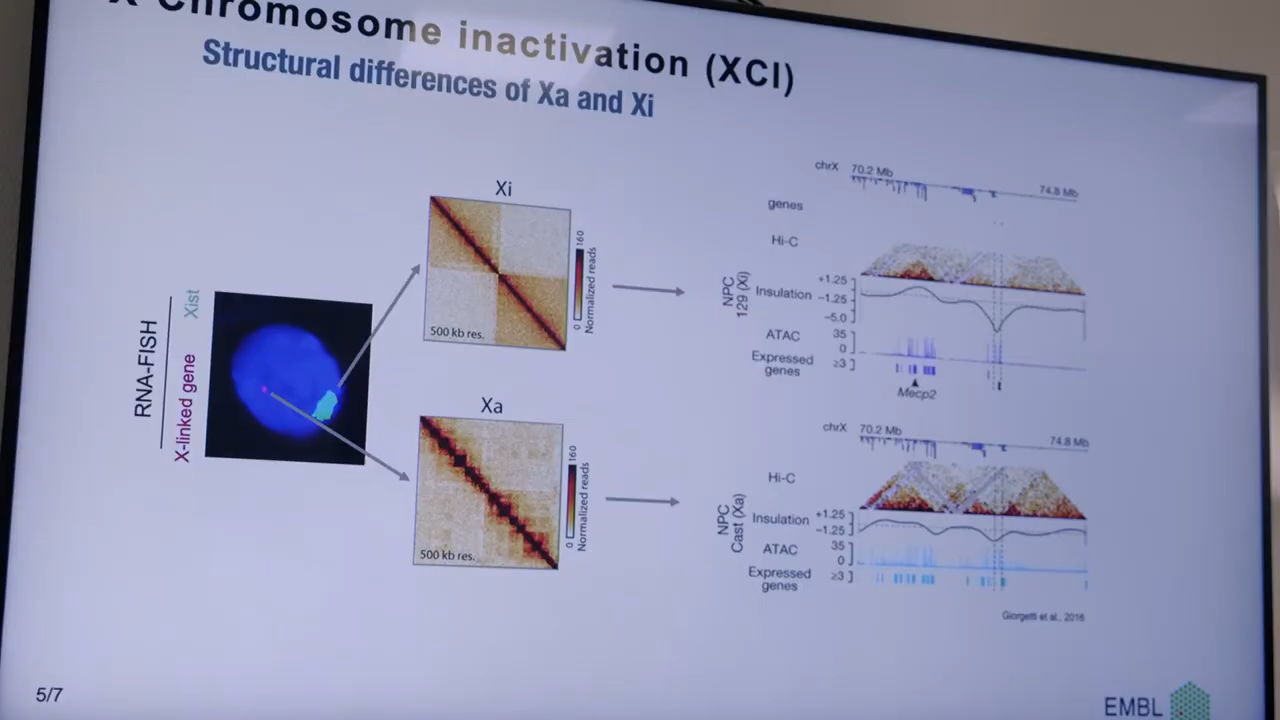 X Chromosome inactivation (XCI)
Structural differences of Xa and Xi
RNA-FISH
X-linked gene
Xist
Xi
500 kb res.
0 160
Normalized reads
Xa
500 kb res.
0 160
Normalized reads
chrX 70.2 Mb 74.8 Mb
genes
Hi-C
NPC
129 (Xi)
Insulation
+1.25
−1.25
−5.0
ATAC
35
0
Expressed
genes
≥3
Mecp2
chrX 70.2 Mb 74.8 Mb
Hi-C
NPC
Cast (Xa)
Insulation
+1.25
−1.25
ATAC
35
0
Expressed
genes
≥3
Giorgetti et al., 2016
5/7
EMBL